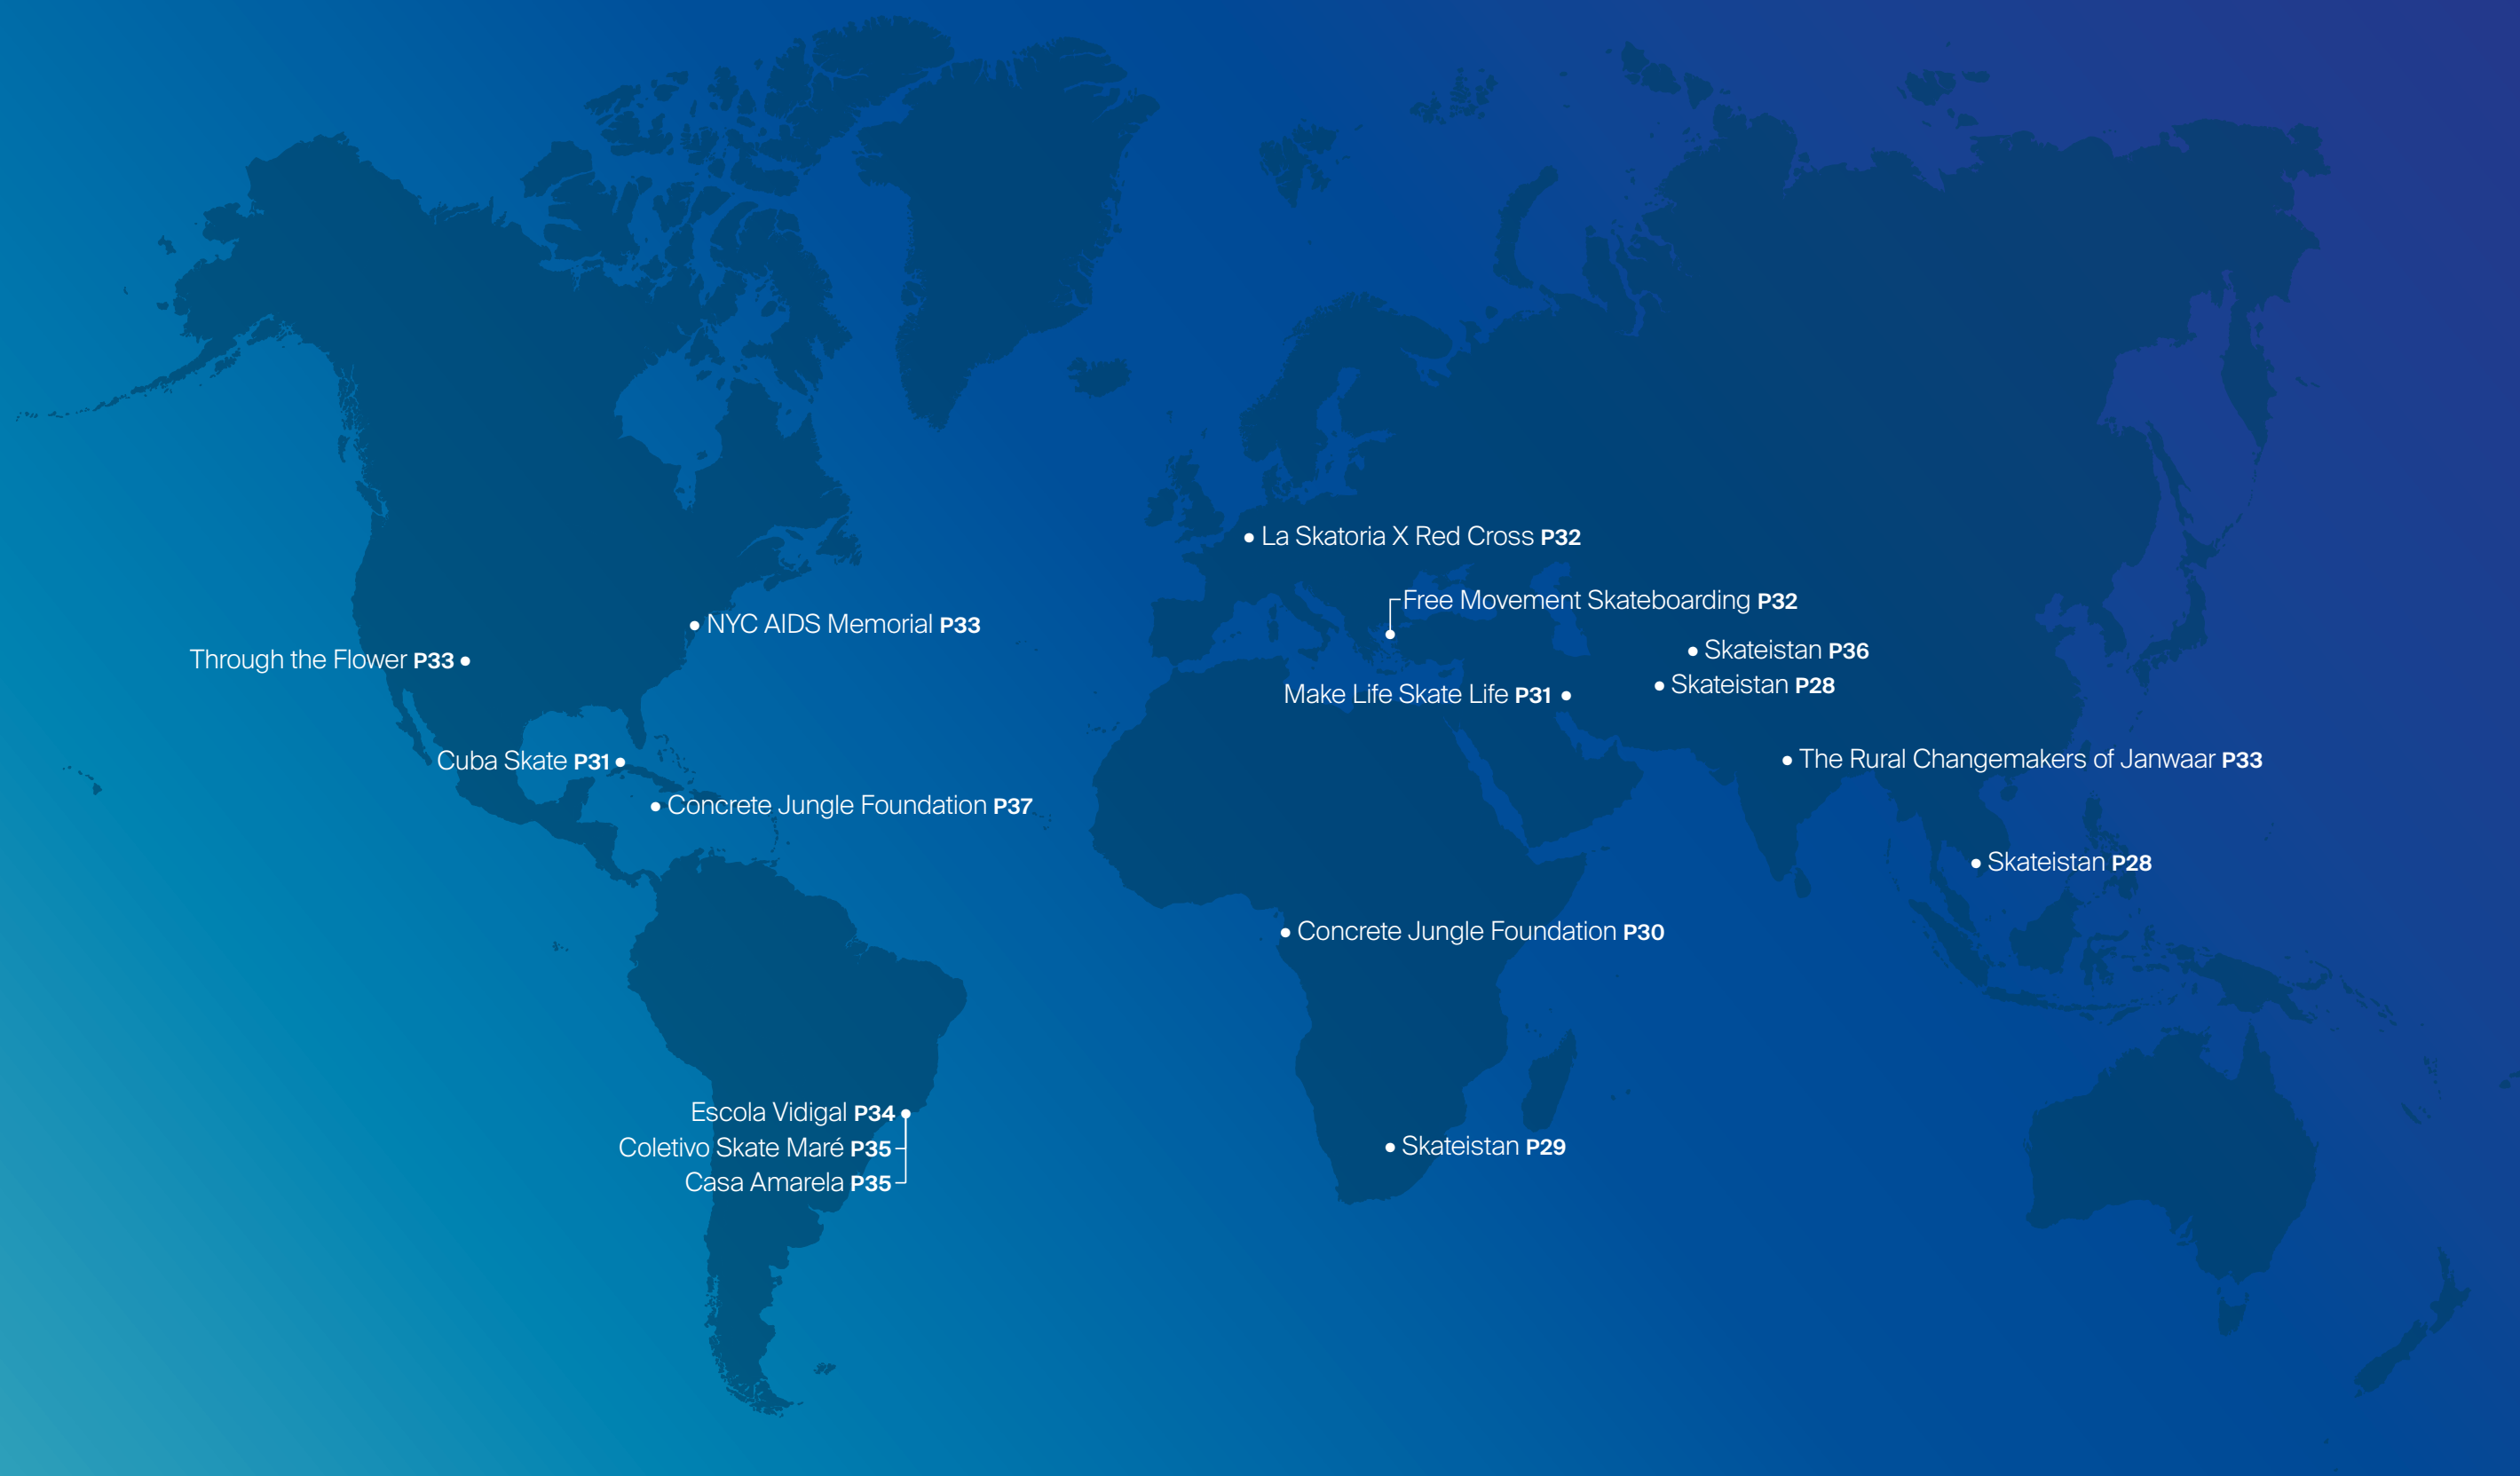 La Skatoria X Red Cross P32
Free Movement Skateboarding P32
NYC AIDS Memorial P33
Skateistan P36
Through the Flower P33
Skateistan P28
Make Life Skate Life P31
Cuba Skate P31
The Rural Changemakers of Janwaar P33
Concrete Jungle Foundation P37
Skateistan P28
Concrete Jungle Foundation P30
Escola Vidigal P34
Coletivo Skate Maré P35
Skateistan P29
Casa Amarela P35